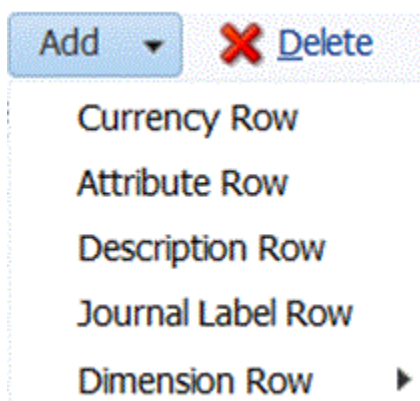 Add Delete
Currency Row
Attribute Row
Description Row
Journal Label Row
Dimension Row